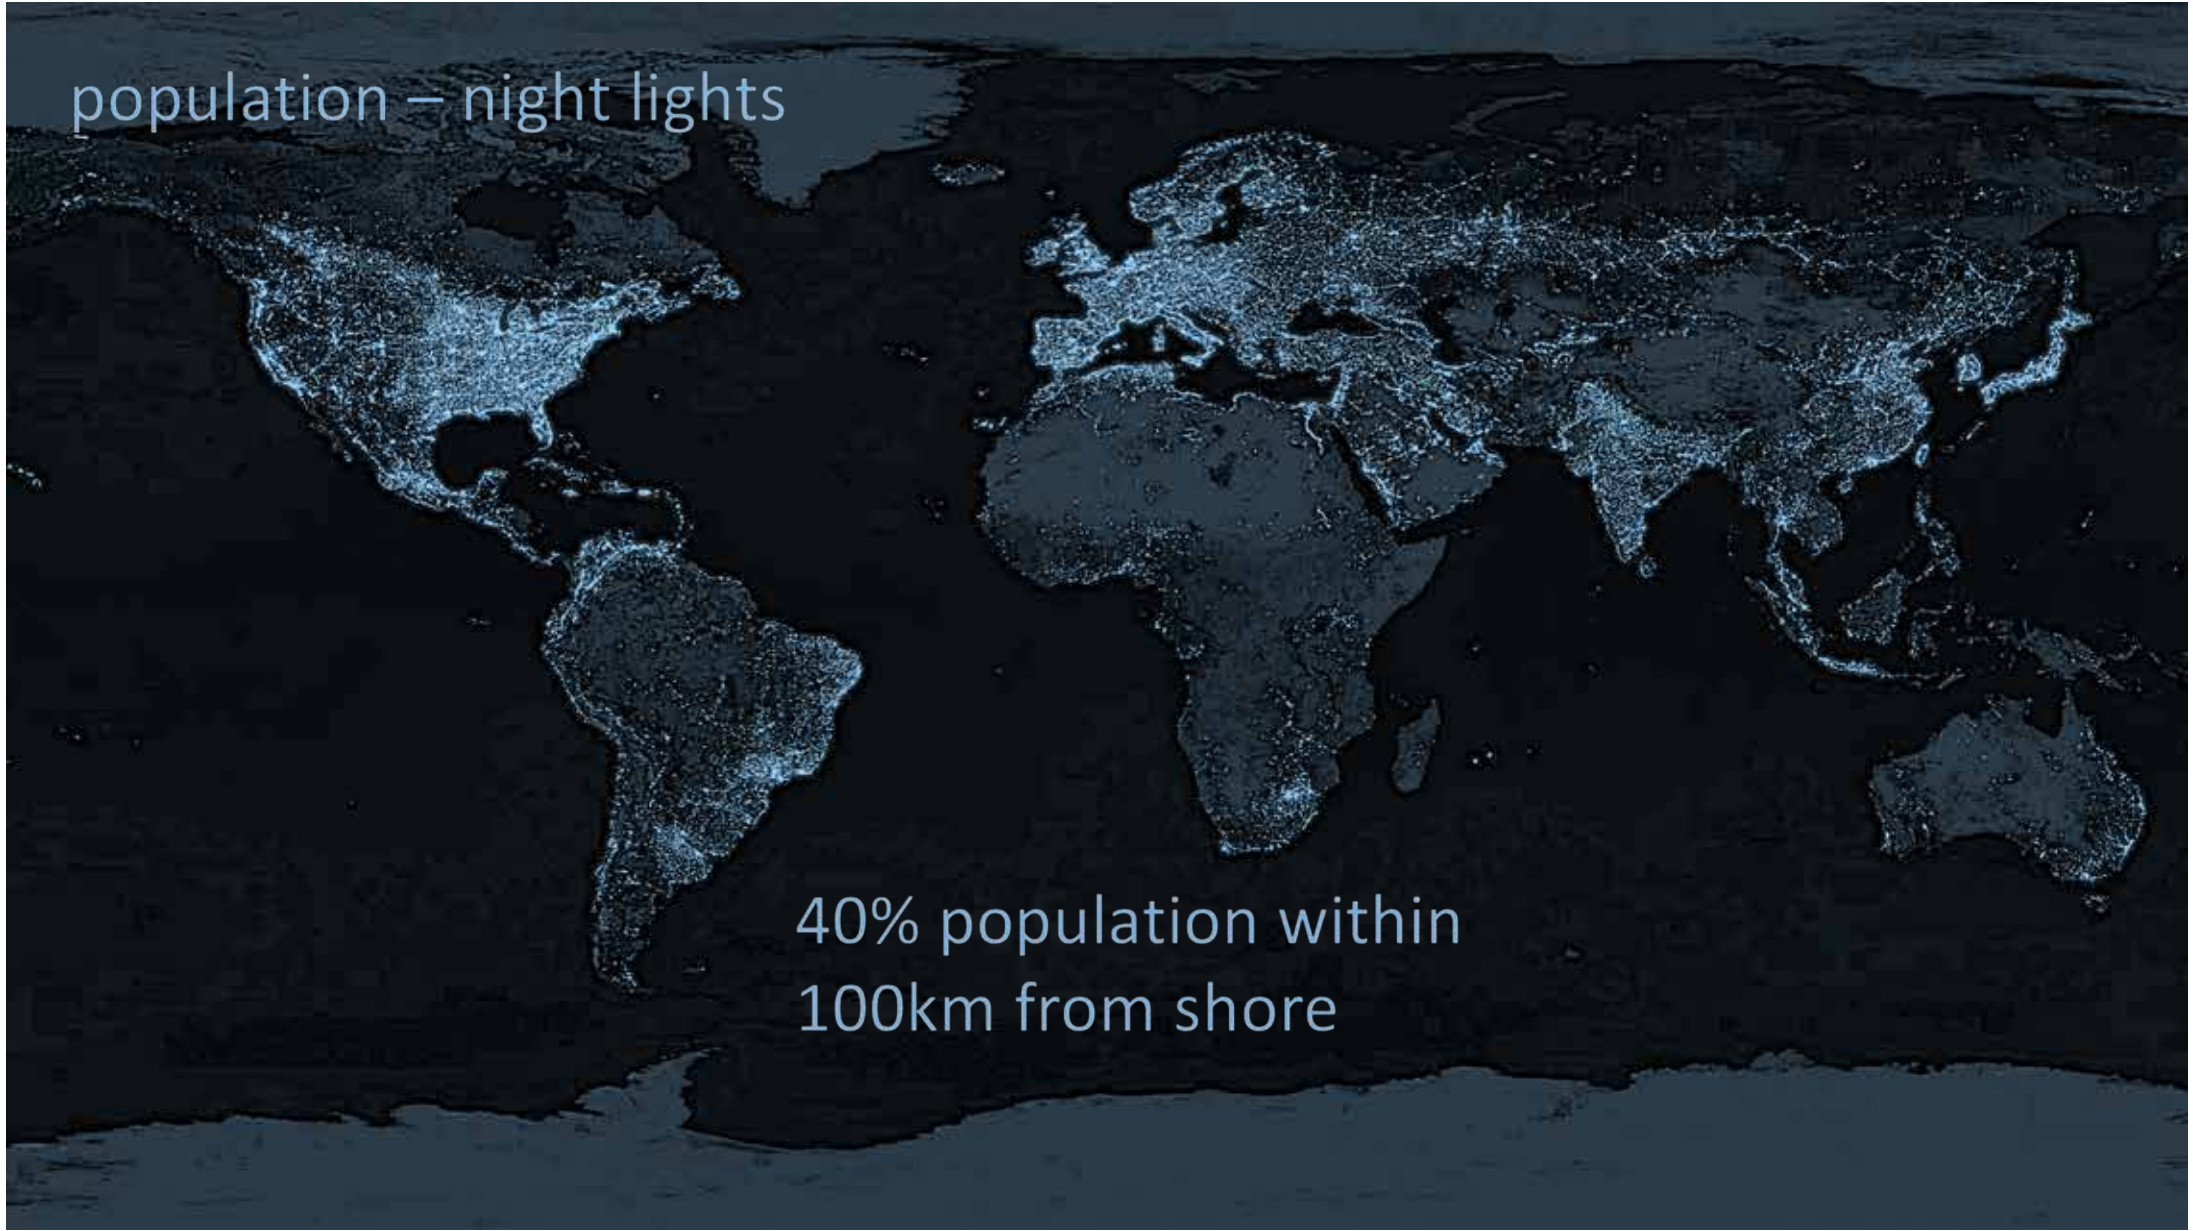 population – night lights
40% population within
100km from shore